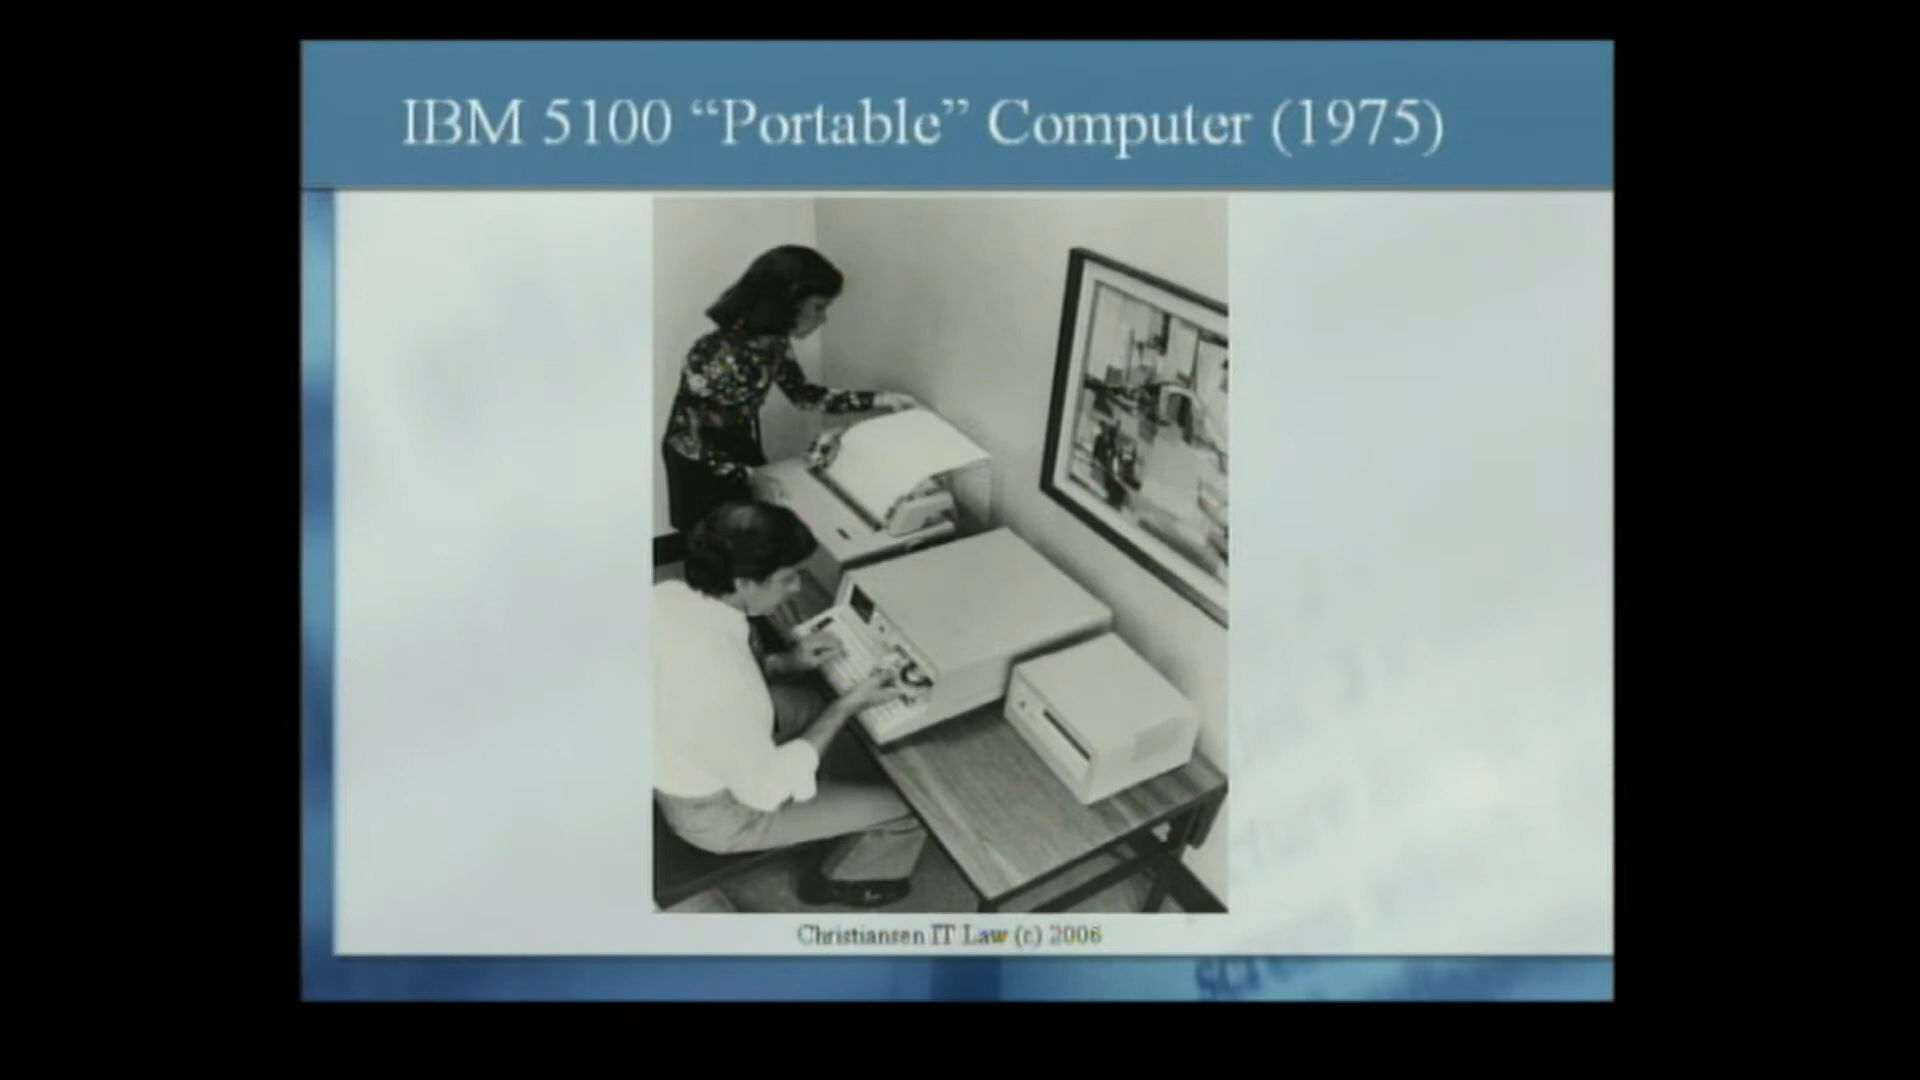 IBM 5100 “Portable” Computer (1975)
Christiansen IT Law (c) 2006